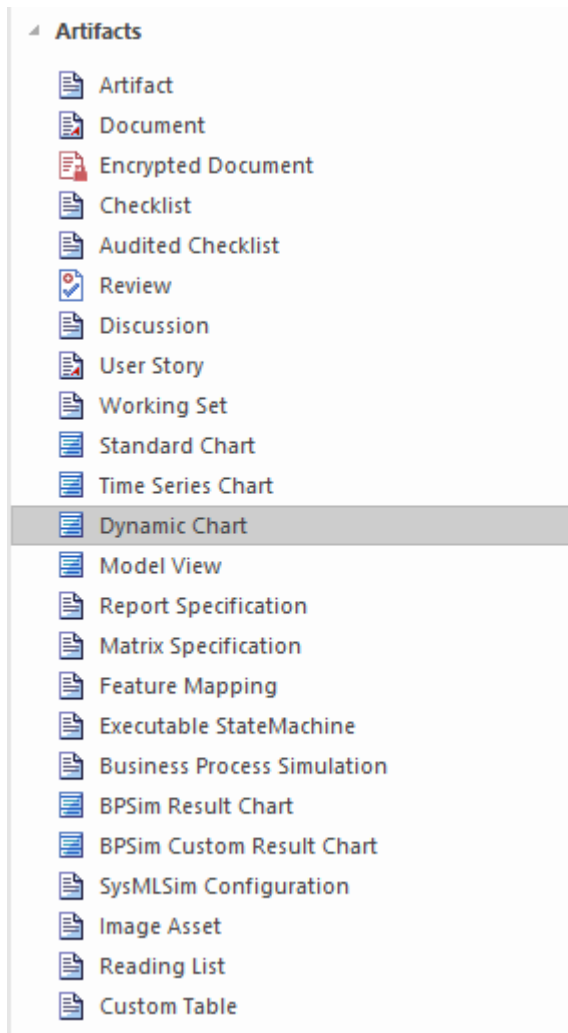 Artifacts
Artifact
Document
Encrypted Document
Checklist
Audited Checklist
Review
Discussion
User Story
Working Set
Standard Chart
Time Series Chart
Dynamic Chart
Model View
Report Specification
Matrix Specification
Feature Mapping
Executable StateMachine
Business Process Simulation
BPSim Result Chart
BPSim Custom Result Chart
SysMLSim Configuration
Image Asset
Reading List
Custom Table